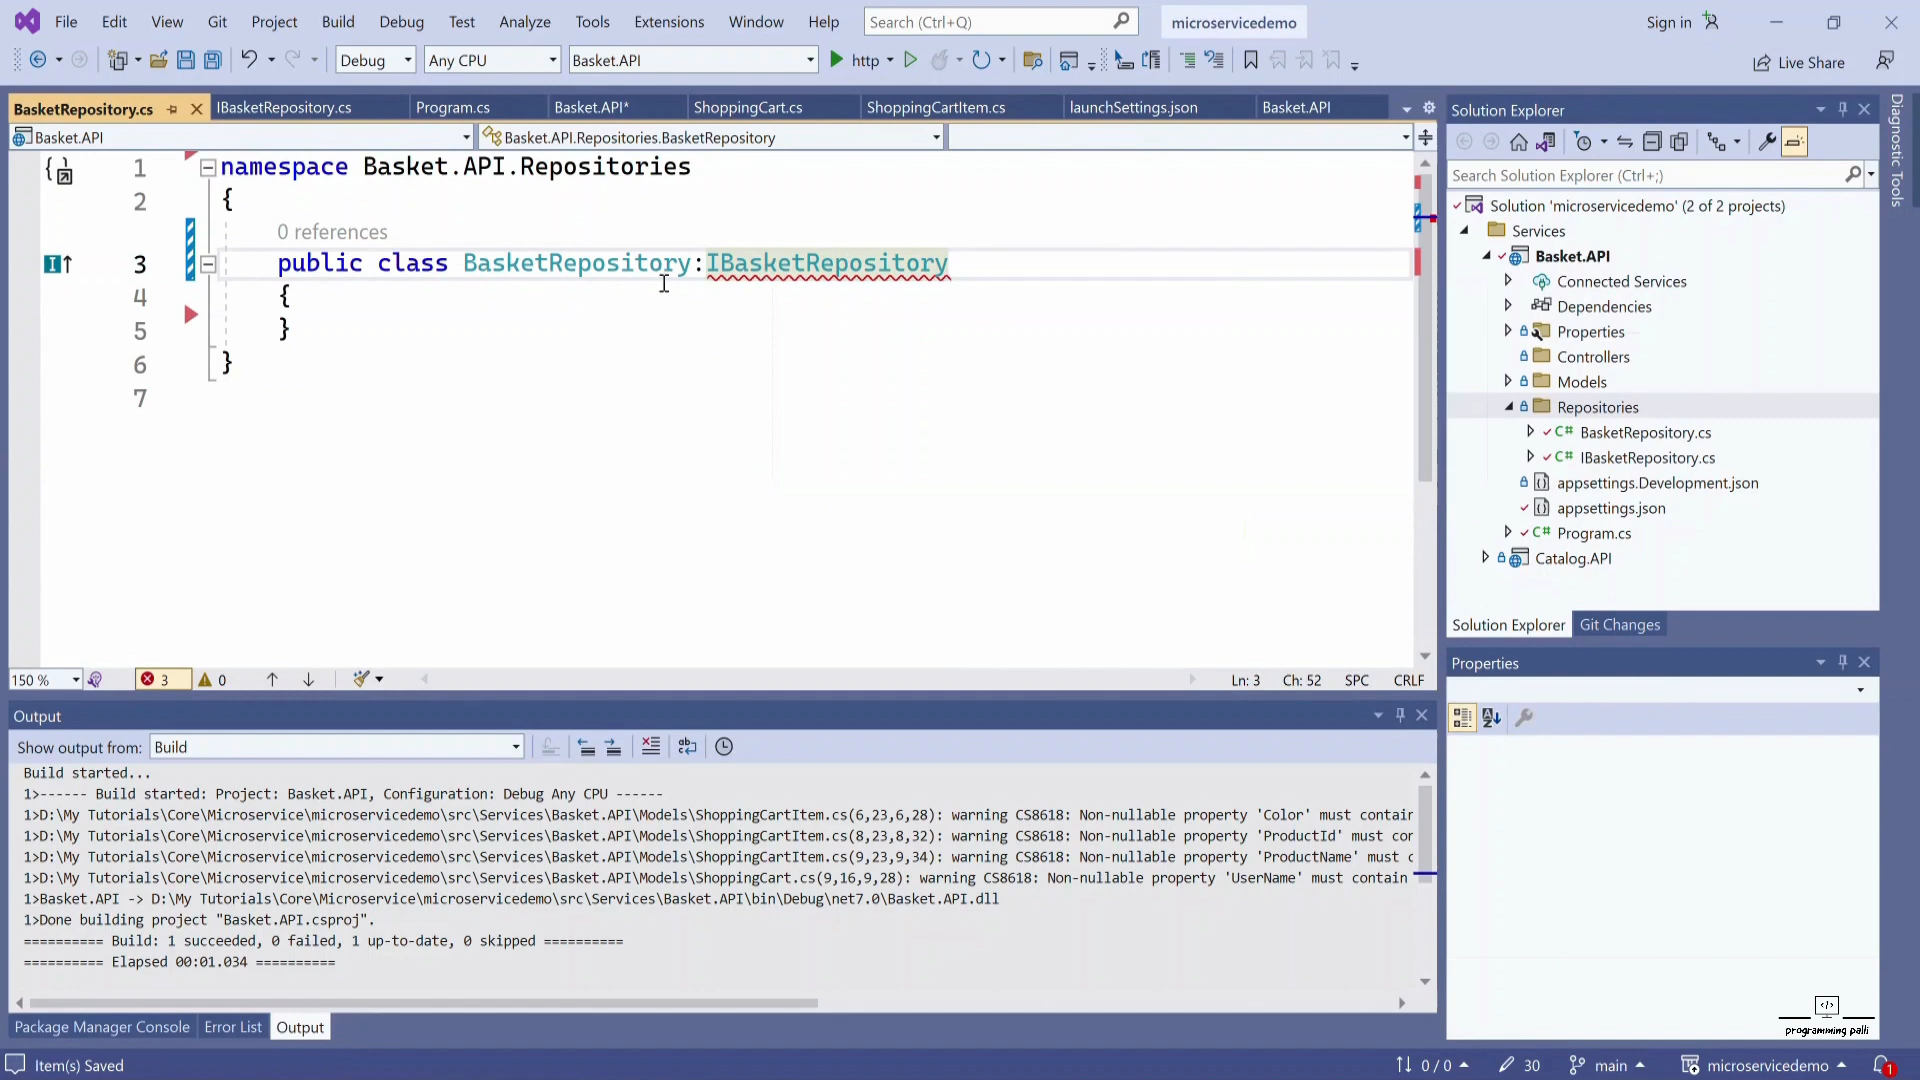 File Edit View Git Project Build Debug Test Analyze Tools Extensions Window Help Search (Ctrl+Q) microservicedemo Sign in
Debug Any CPU Basket.API http Live Share
BasketRepository.cs IBasketRepository.cs Program.cs Basket.API* ShoppingCart.cs ShoppingCartItem.cs launchSettings.json Basket.API
Basket.API Basket.API.Repositories.BasketRepository
1 namespace Basket.API.Repositories
2 {
0 references
3 public class BasketRepository:IBasketRepository
4 {
5 }
6 }
7
150 % 3 0 Ln: 3 Ch: 52 SPC CRLF
Output
Show output from: Build
Build started...
1>------ Build started: Project: Basket.API, Configuration: Debug Any CPU ------
1>D:\My Tutorials\Core\Microservice\microservicedemo\src\Services\Basket.API\Models\ShoppingCartItem.cs(6,23,6,28): warning CS8618: Non-nullable property 'Color' must contain
1>D:\My Tutorials\Core\Microservice\microservicedemo\src\Services\Basket.API\Models\ShoppingCartItem.cs(8,23,8,32): warning CS8618: Non-nullable property 'ProductId' must cor
1>D:\My Tutorials\Core\Microservice\microservicedemo\src\Services\Basket.API\Models\ShoppingCartItem.cs(9,23,9,34): warning CS8618: Non-nullable property 'ProductName' must c
1>D:\My Tutorials\Core\Microservice\microservicedemo\src\Services\Basket.API\Models\ShoppingCart.cs(9,16,9,28): warning CS8618: Non-nullable property 'UserName' must contain
1>Basket.API -> D:\My Tutorials\Core\Microservice\microservicedemo\src\Services\Basket.API\bin\Debug\net7.0\Basket.API.dll
1>Done building project "Basket.API.csproj".
========== Build: 1 succeeded, 0 failed, 1 up-to-date, 0 skipped ==========
========== Elapsed 00:01.034 ==========
Package Manager Console Error List Output
Solution Explorer
Search Solution Explorer (Ctrl+;)
Solution 'microservicedemo' (2 of 2 projects)
Services
Basket.API
Connected Services
Dependencies
Properties
Controllers
Models
Repositories
C# BasketRepository.cs
C# IBasketRepository.cs
appsettings.Development.json
appsettings.json
C# Program.cs
Catalog.API
Solution Explorer Git Changes
Properties
Diagnostic Tools
programming palli
Item(s) Saved 0 / 0 30 main microservicedemo 1